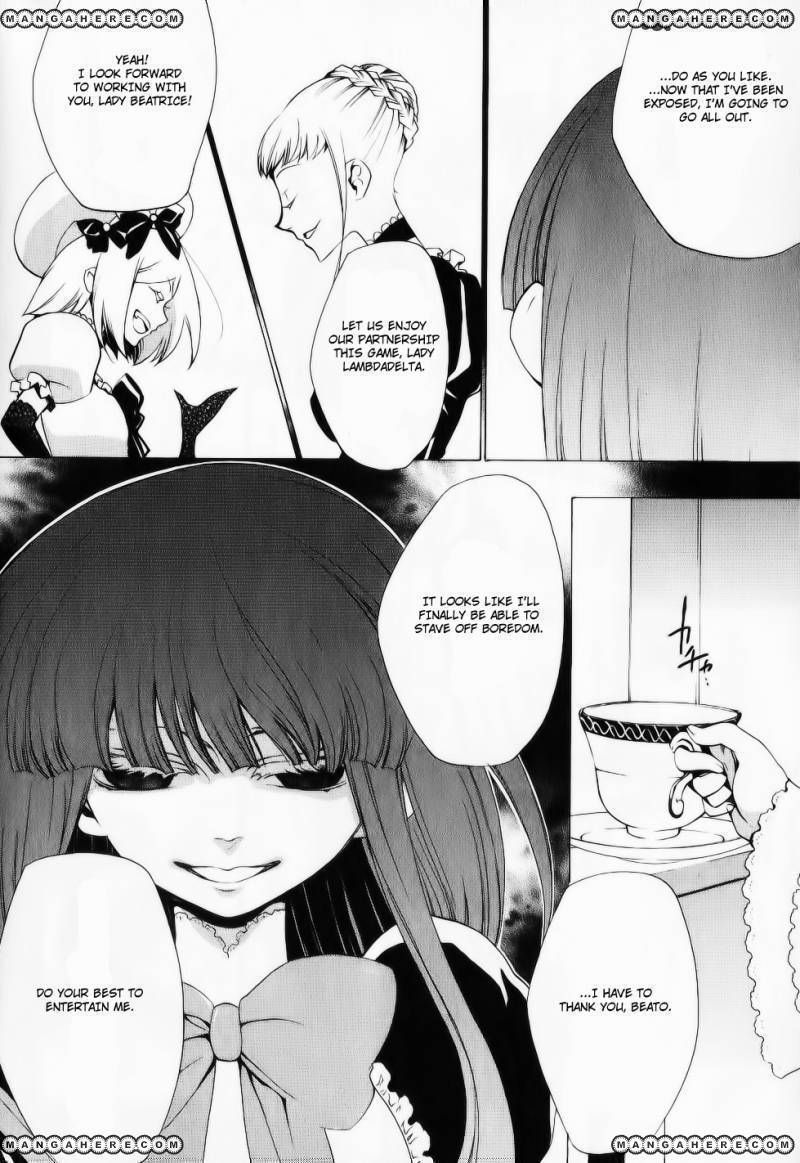 MANGAHERE.COM
MANGAHERE.COM
...DO AS YOU LIKE.
...NOW THAT I'VE BEEN
EXPOSED, I'M GOING TO
GO ALL OUT.
LET US ENJOY
OUR PARTNERSHIP
THIS GAME, LADY
LAMBDADELTA.
YEAH!
I LOOK FORWARD
TO WORKING WITH
YOU, LADY BEATRICE!
カチャ…
IT LOOKS LIKE I'LL
FINALLY BE ABLE TO
STAVE OFF BOREDOM.
...I HAVE TO
THANK YOU, BEATO.
DO YOUR BEST TO
ENTERTAIN ME.
MANGAHERE.COM
MANGAHERE.COM